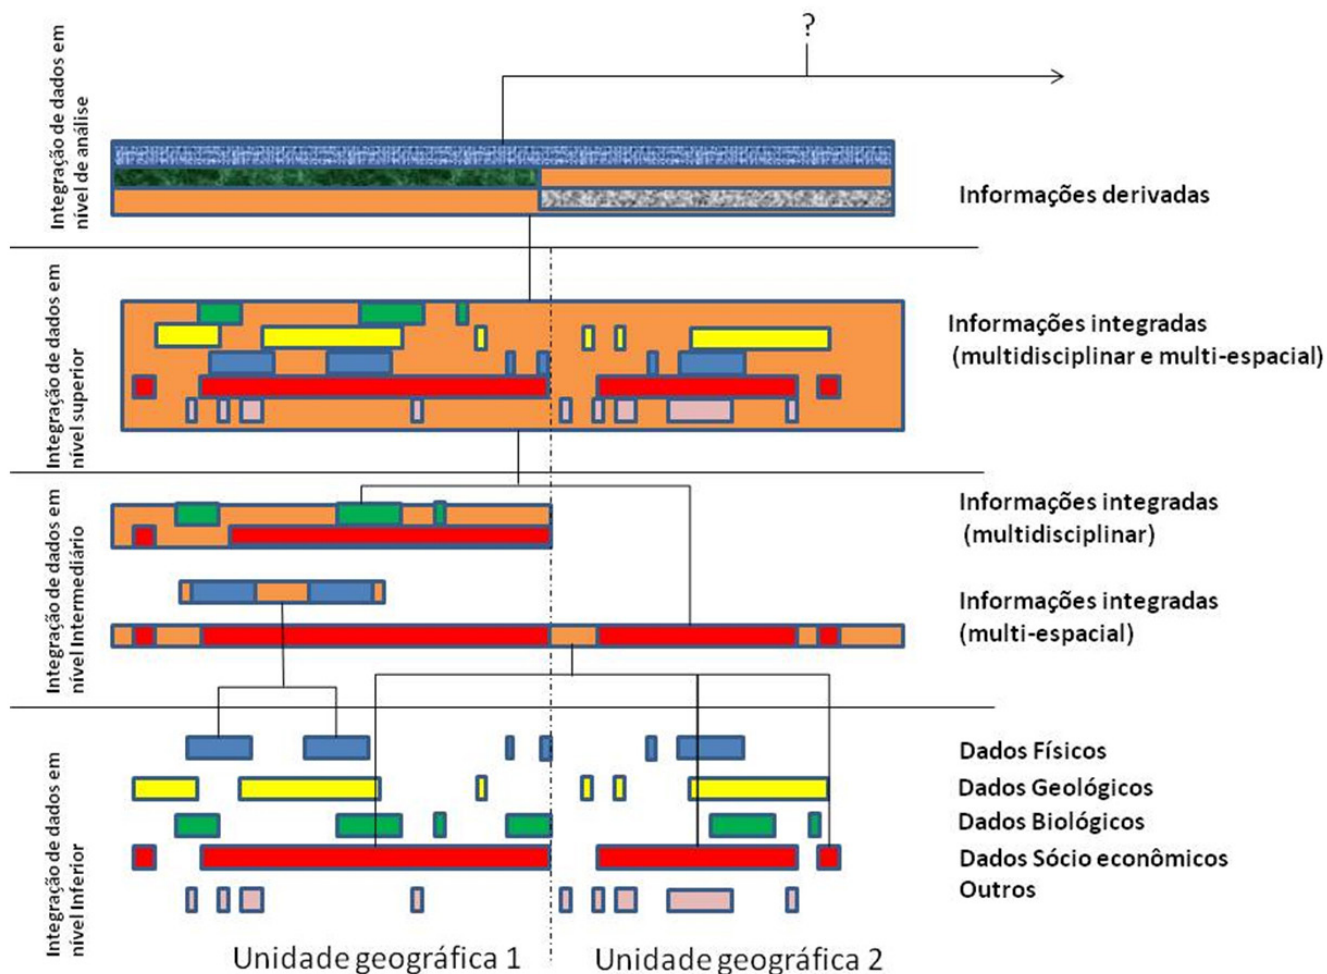 ?
Integração de dados em
nível de análise
Informações derivadas
Integração de dados em
nível superior
Informações integradas
(multidisciplinar e multi-espacial)
Integração de dados em
nível Intermediário
Informações integradas
(multidisciplinar)
Informações integradas
(multi-espacial)
Integração de dados em
nível Inferior
Dados Físicos
Dados Geológicos
Dados Biológicos
Dados Sócio econômicos
Outros
Unidade geográfica 1
Unidade geográfica 2